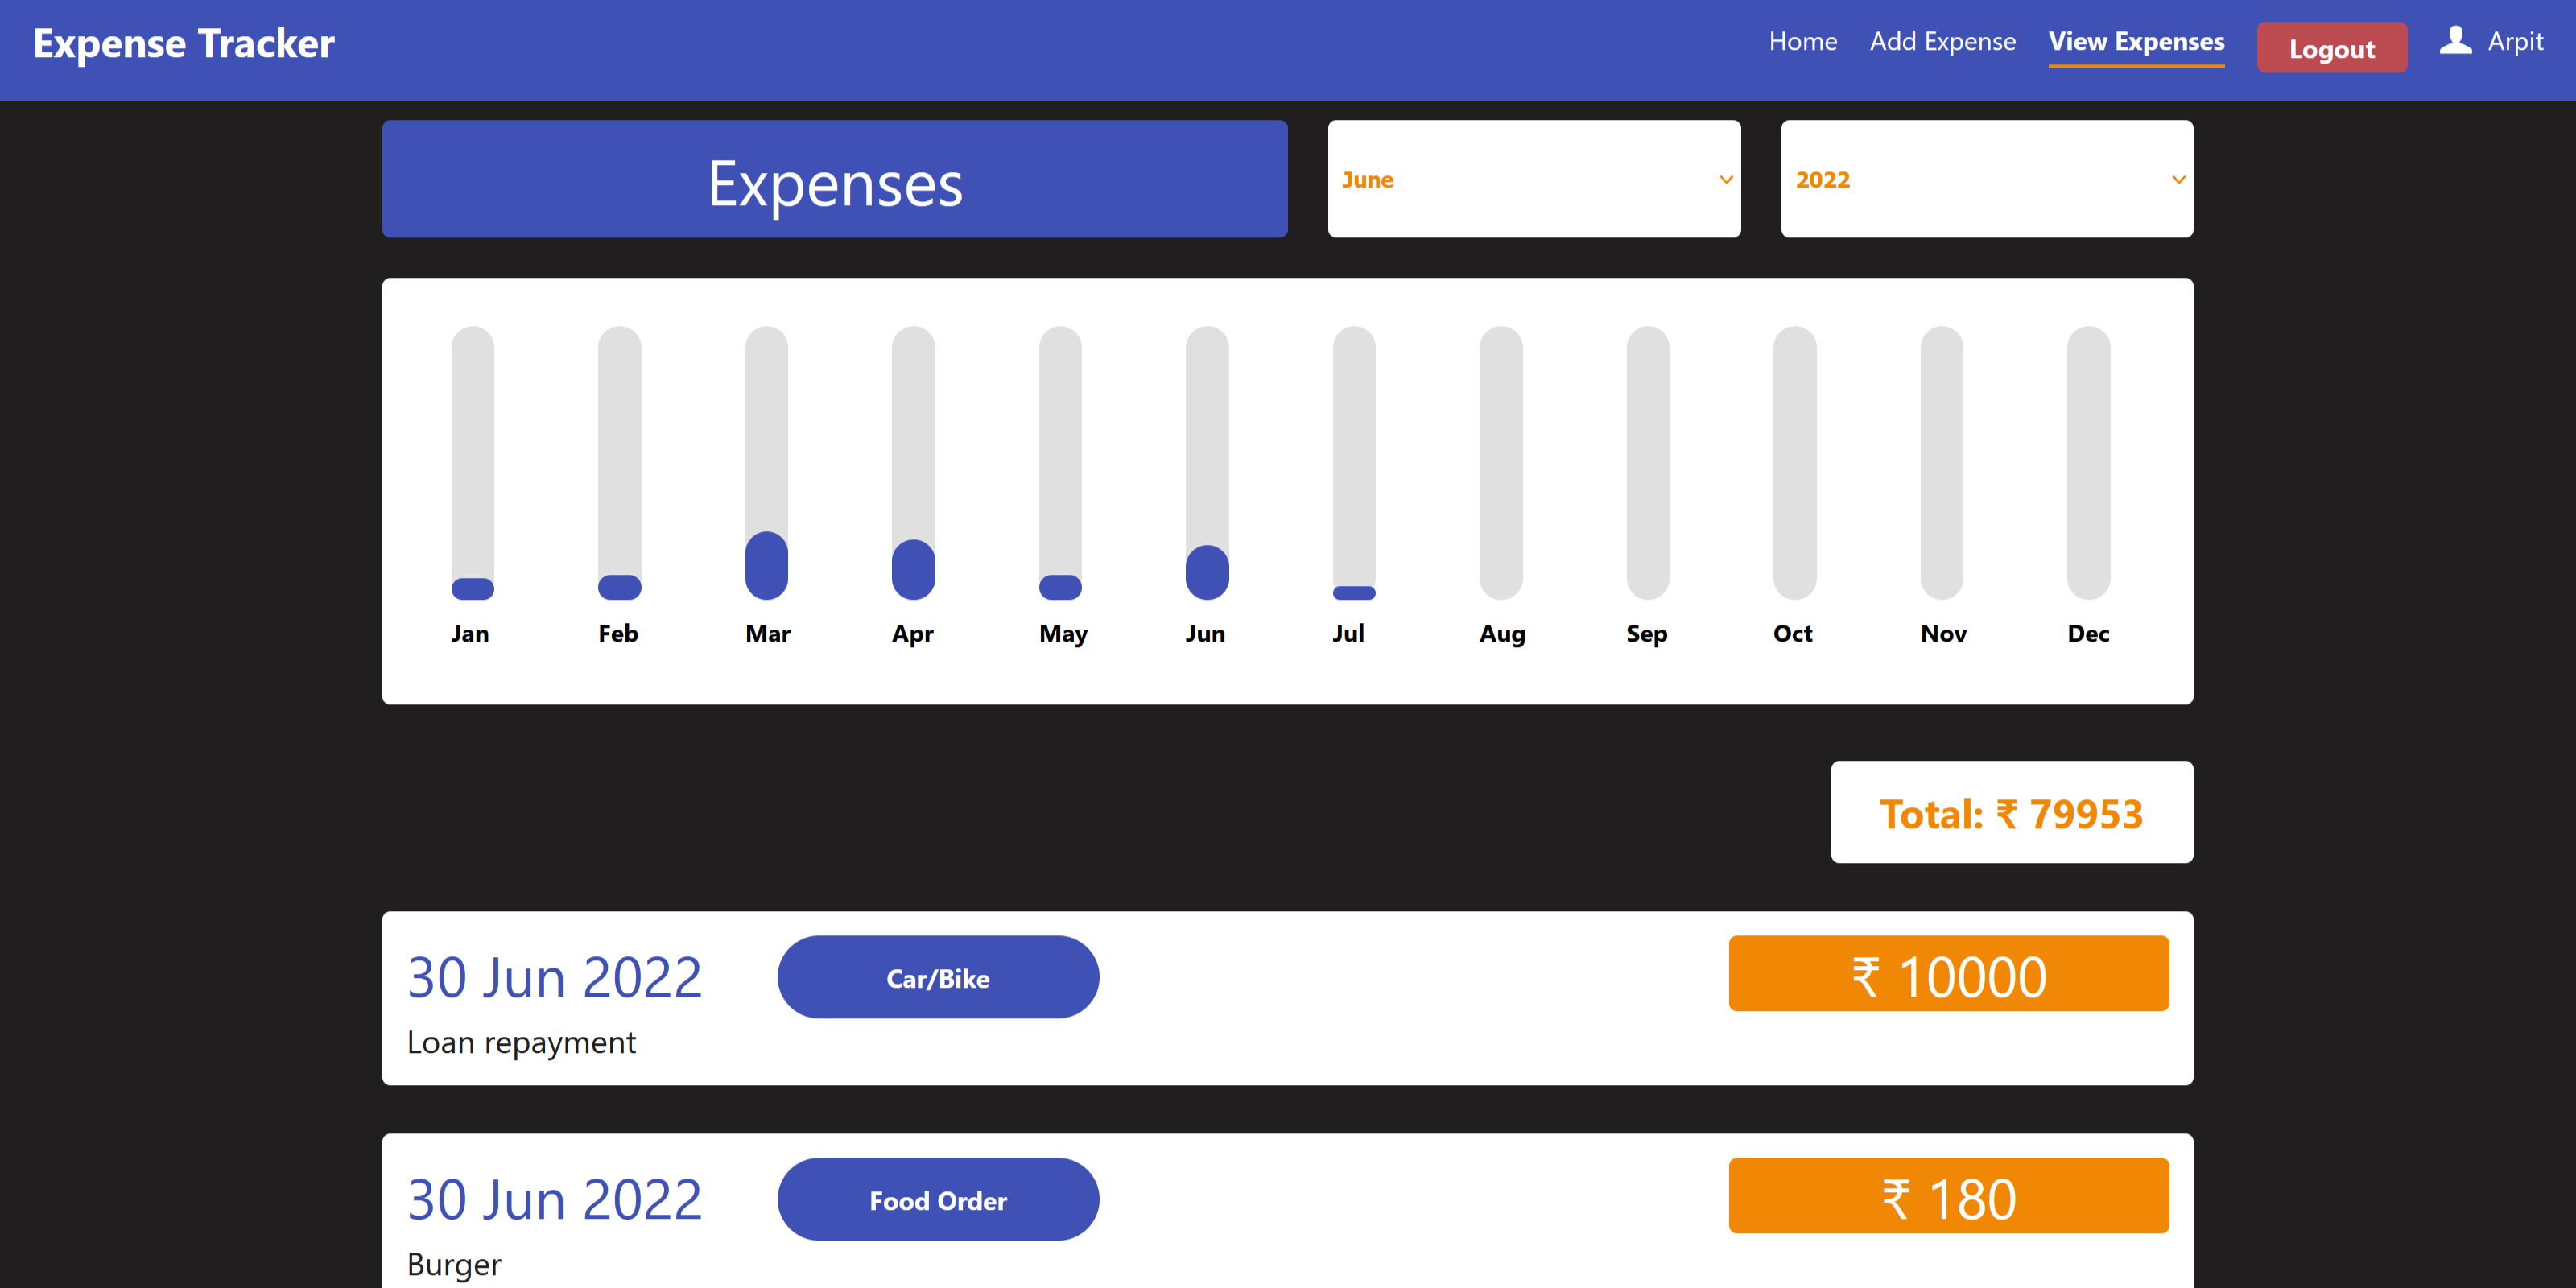 Expense Tracker
Home Add Expense View Expenses Logout Arpit
Expenses
June
2022
Jan Feb Mar Apr May Jun Jul Aug Sep Oct Nov Dec
Total: ₹ 79953
30 Jun 2022
Car/Bike
₹ 10000
Loan repayment
30 Jun 2022
Food Order
₹ 180
Burger